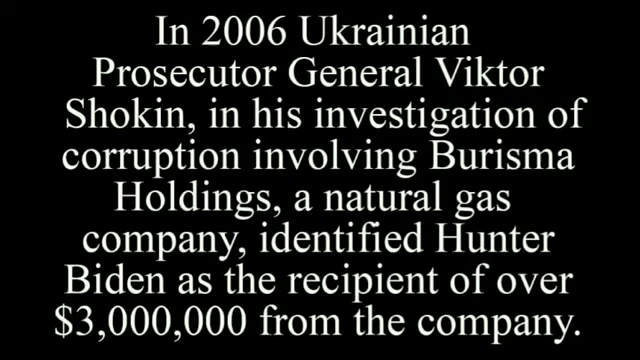 In 2006 Ukrainian
Prosecutor General Viktor
Shokin, in his investigation of
corruption involving Burisma
Holdings, a natural gas
company, identified Hunter
Biden as the recipient of over
$3,000,000 from the company.